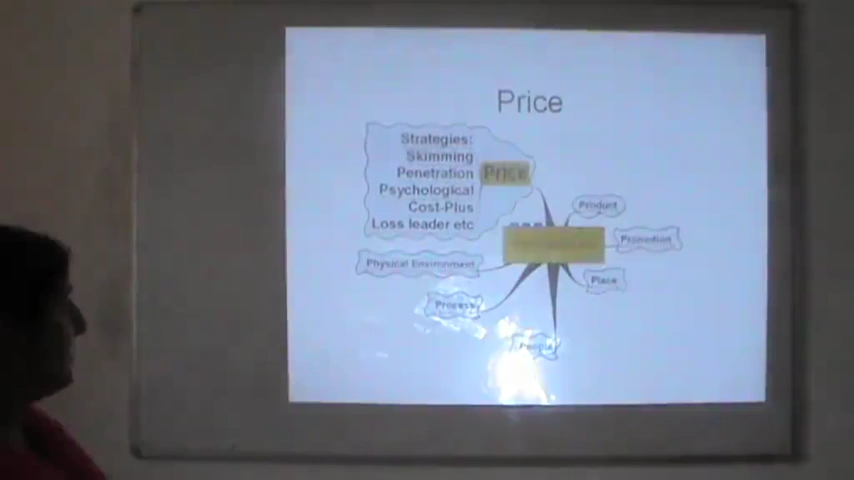 Price
Strategies:
Skimming
Penetration
Psychological
Cost-Plus
Loss leader etc
Price
Product
Promotion
Physical Environment
Place
Process
People